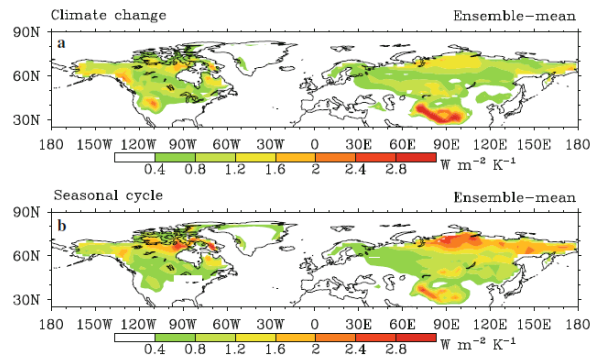 Climate change Ensemble−mean
a
90N
60N
30N
180 150W 120W 90W 60W 30W 0 30E 60E 90E 120E 150E 180
0.4 0.8 1.2 1.6 2 2.4 2.8 W m−2 K−1
Seasonal cycle Ensemble−mean
b
90N
60N
30N
180 150W 120W 90W 60W 30W 0 30E 60E 90E 120E 150E 180
0.4 0.8 1.2 1.6 2 2.4 2.8 W m−2 K−1